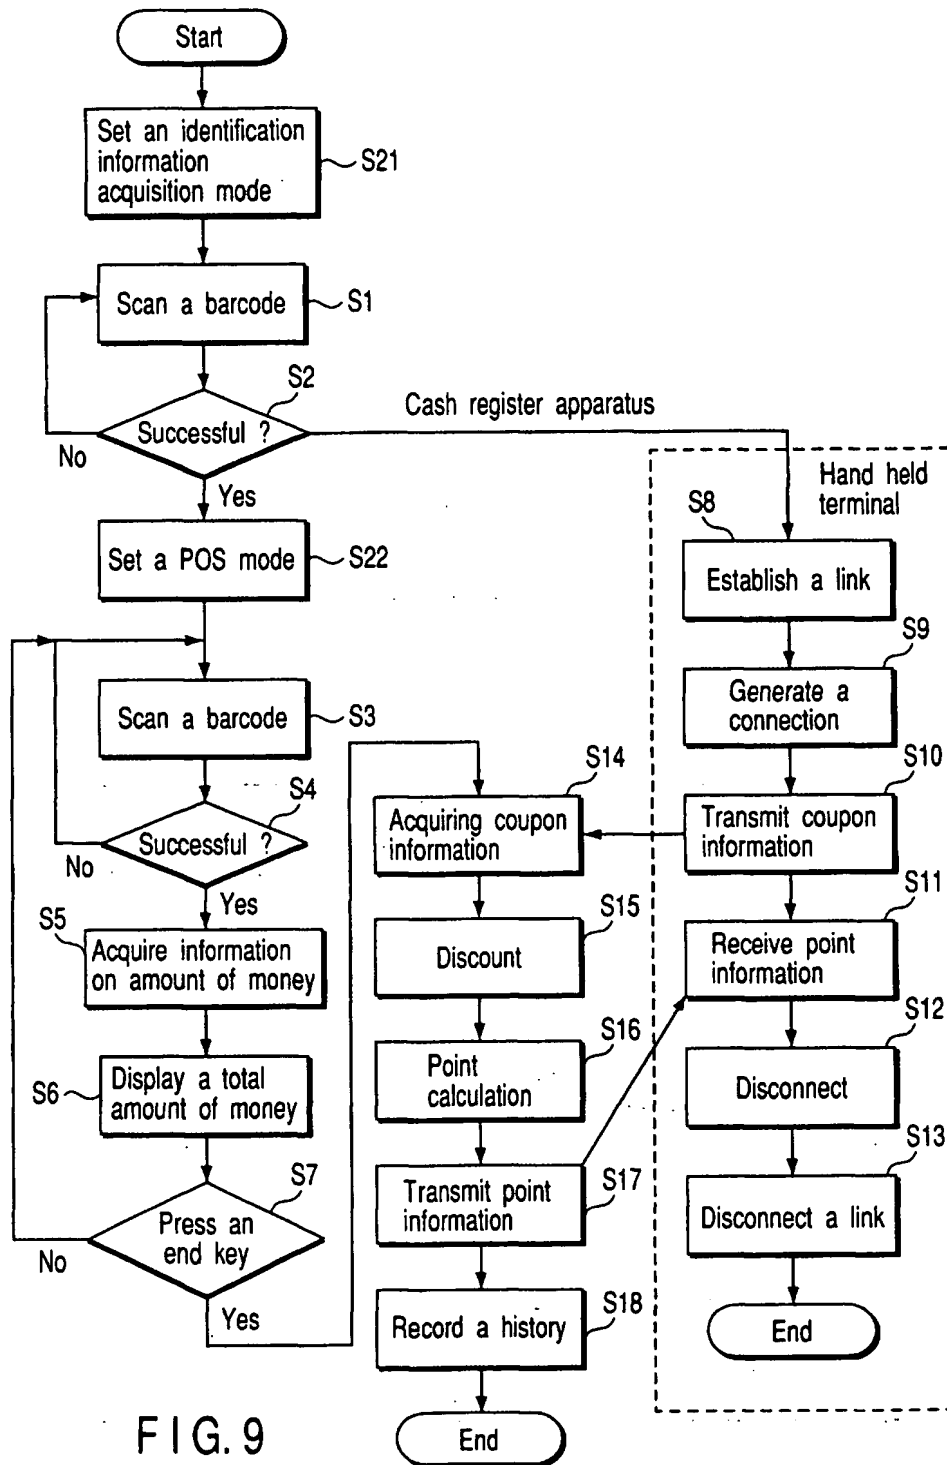 Start
Set an identification
information
acquisition mode
S21
Scan a barcode
S1
S2
Successful ?
No
Yes
Cash register apparatus
Hand held
terminal
Set a POS mode
S22
Scan a barcode
S3
S4
Successful ?
No
Yes
S5
Acquire information
on amount of money
S6
Display a total
amount of money
S7
Press an
end key
No
Yes
S14
Acquiring coupon
information
S15
Discount
S16
Point
calculation
Transmit point
information
S17
Record a history
S18
End
S8
Establish a link
S9
Generate a
connection
S10
Transmit coupon
information
S11
Receive point
information
S12
Disconnect
S13
Disconnect a link
End
FIG. 9